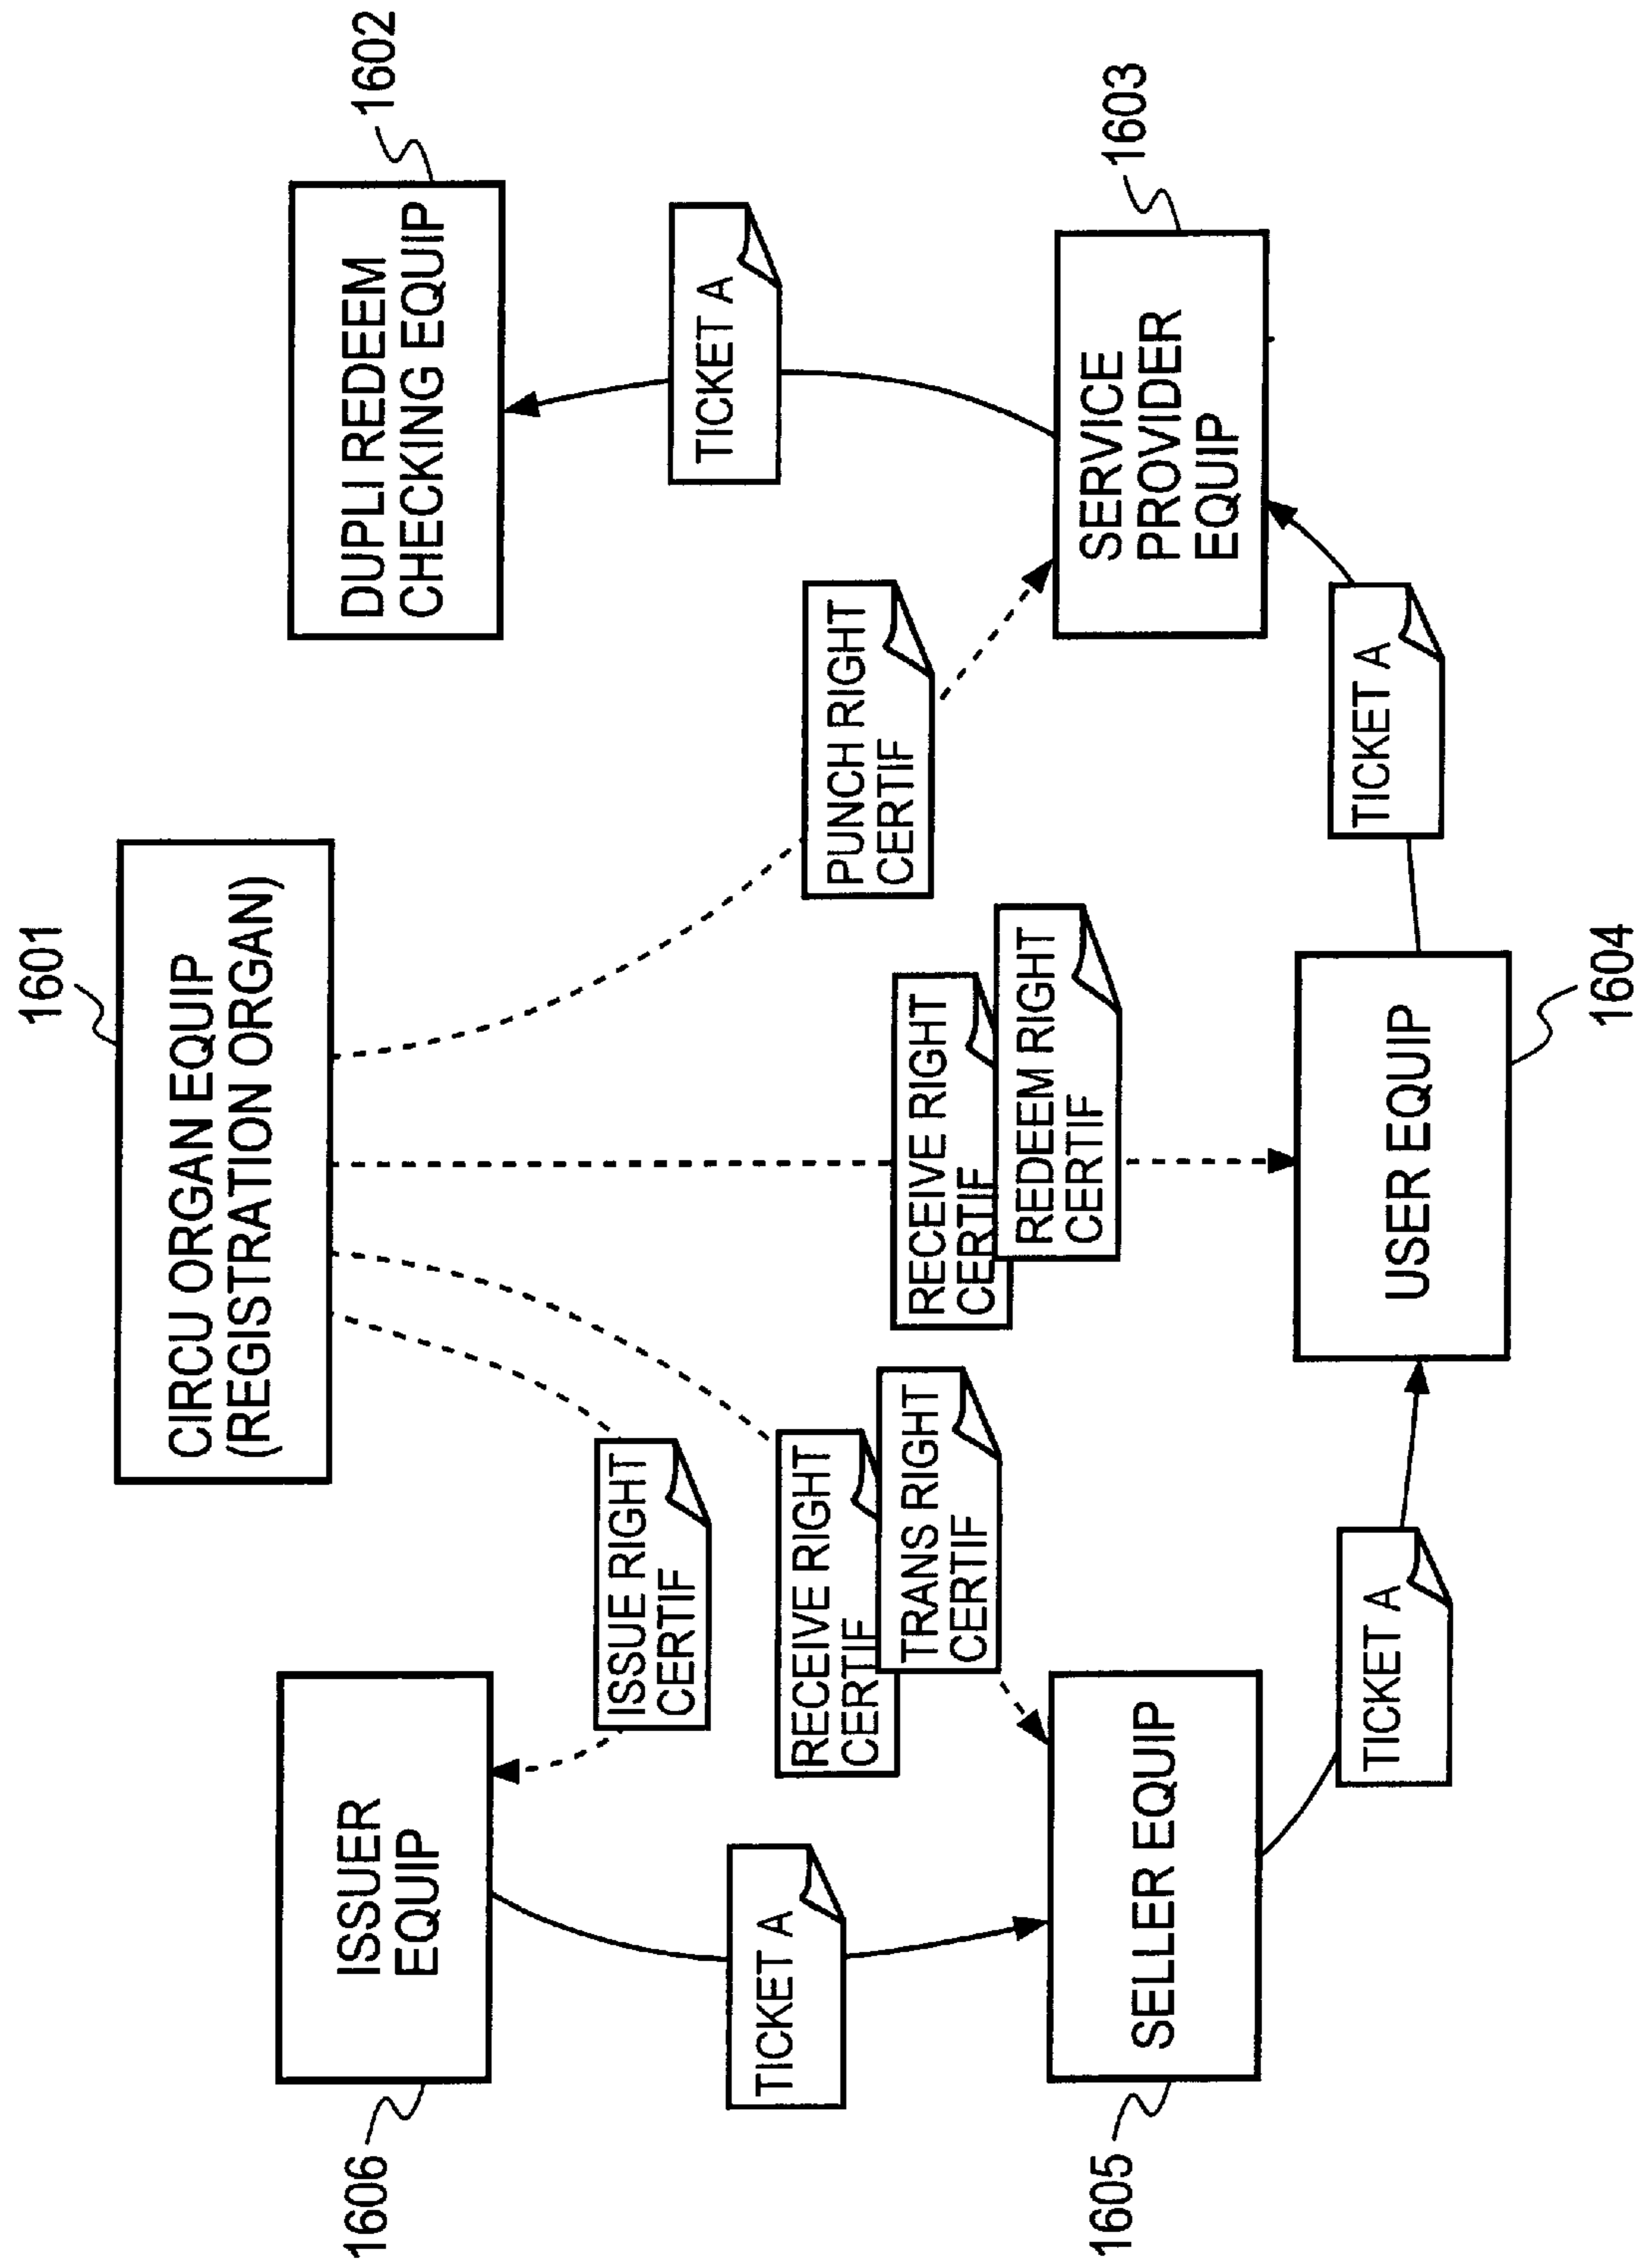 1601
CIRCU ORGAN EQUIP
(REGISTRATION ORGAN)
1606
ISSUER
EQUIP
ISSUE RIGHT
CERTIF
DUPLI REDEEM
CHECKING EQUIP
1602
TICKET A
RECEIVE RIGHT
CERTIF
TRANS RIGHT
CERTIF
RECEIVE RIGHT
CERTIF
REDEEM RIGHT
CERTIF
PUNCH RIGHT
CERTIF
TICKET A
1605
SELLER EQUIP
SERVICE
PROVIDER
EQUIP
1603
TICKET A
USER EQUIP
1604
TICKET A